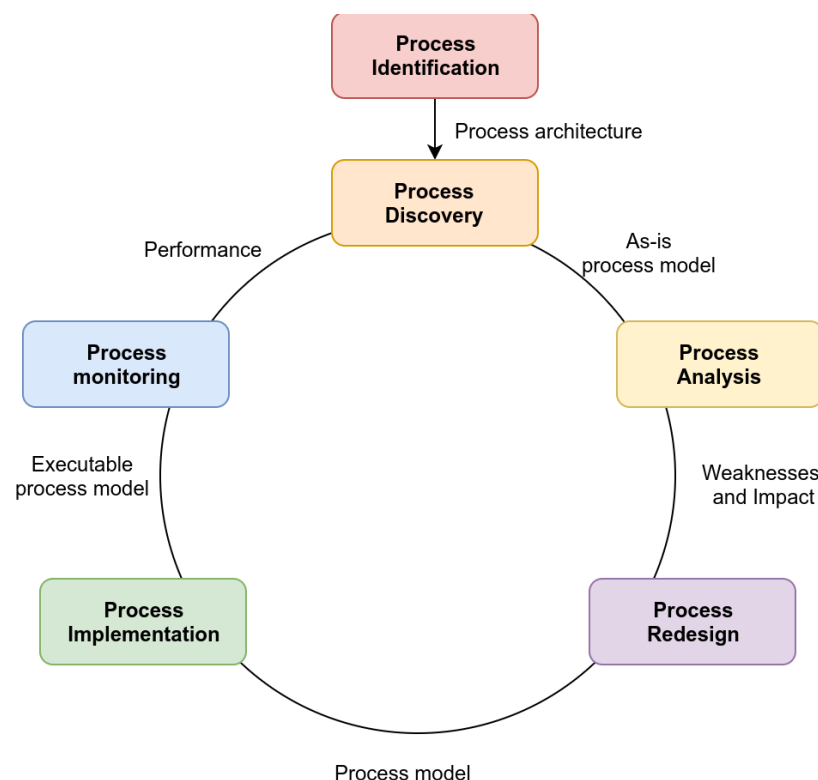 Process
Identification
Process architecture
Process
Discovery
Performance
As-is
process model
Process
monitoring
Process
Analysis
Executable
process model
Weaknesses
and Impact
Process
Implementation
Process
Redesign
Process model